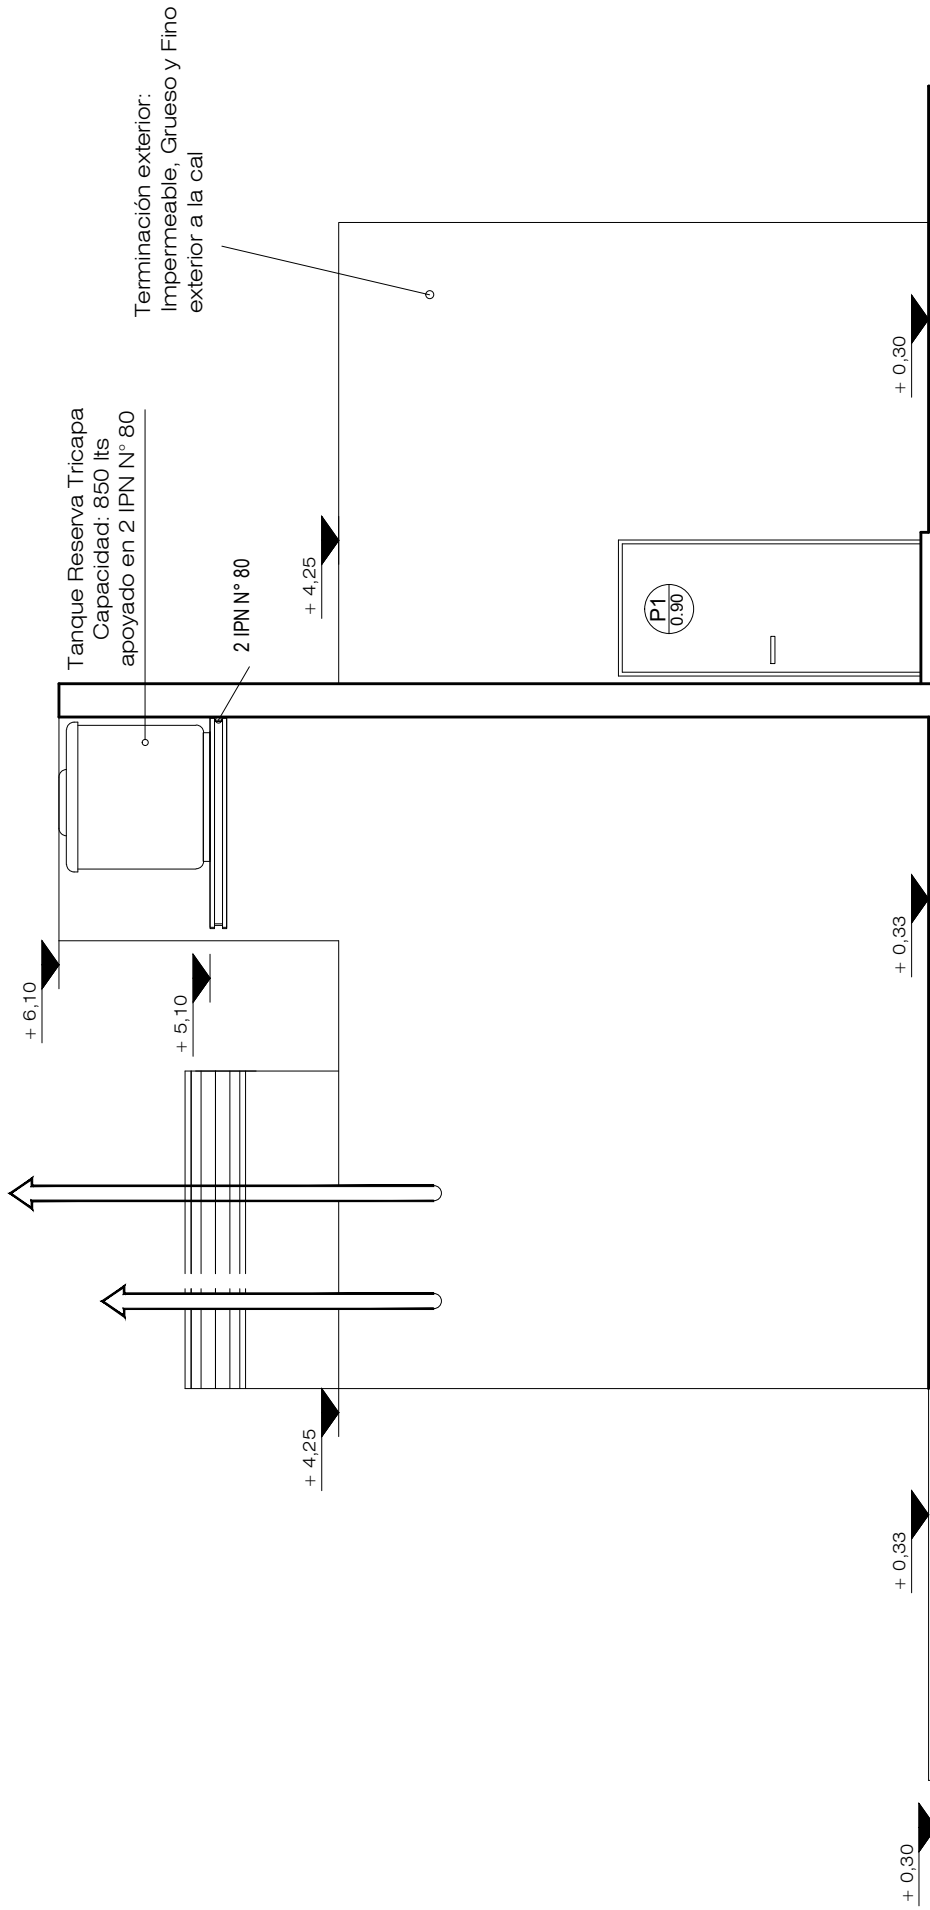 Terminación exterior:
Impermeable, Grueso y Fino
exterior a la cal
Tanque Reserva Tricapa
Capacidad: 850 lts
apoyado en 2 IPN N° 80
2 IPN N° 80
+ 6,10
+ 5,10
+ 4,25
+ 4,25
P1
0.90
+ 0,30
+ 0,33
+ 0,33
+ 0,30